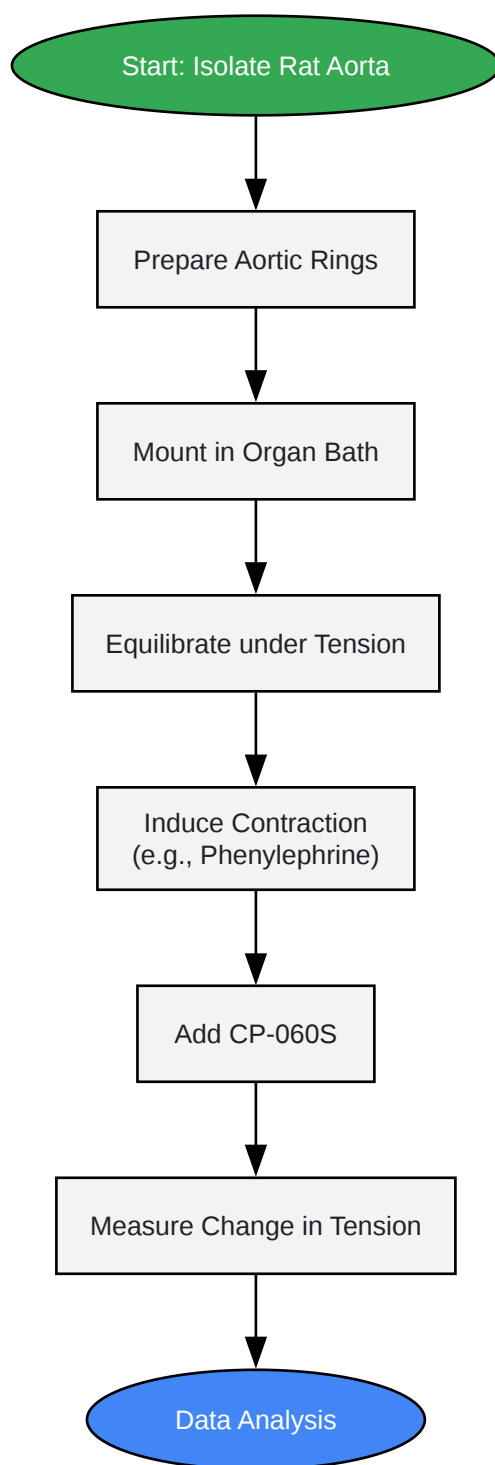 Start: Isolate Rat Aorta
Prepare Aortic Rings
Mount in Organ Bath
Equilibrate under Tension
Induce Contraction
(e.g., Phenylephrine)
Add CP-060S
Measure Change in Tension
Data Analysis